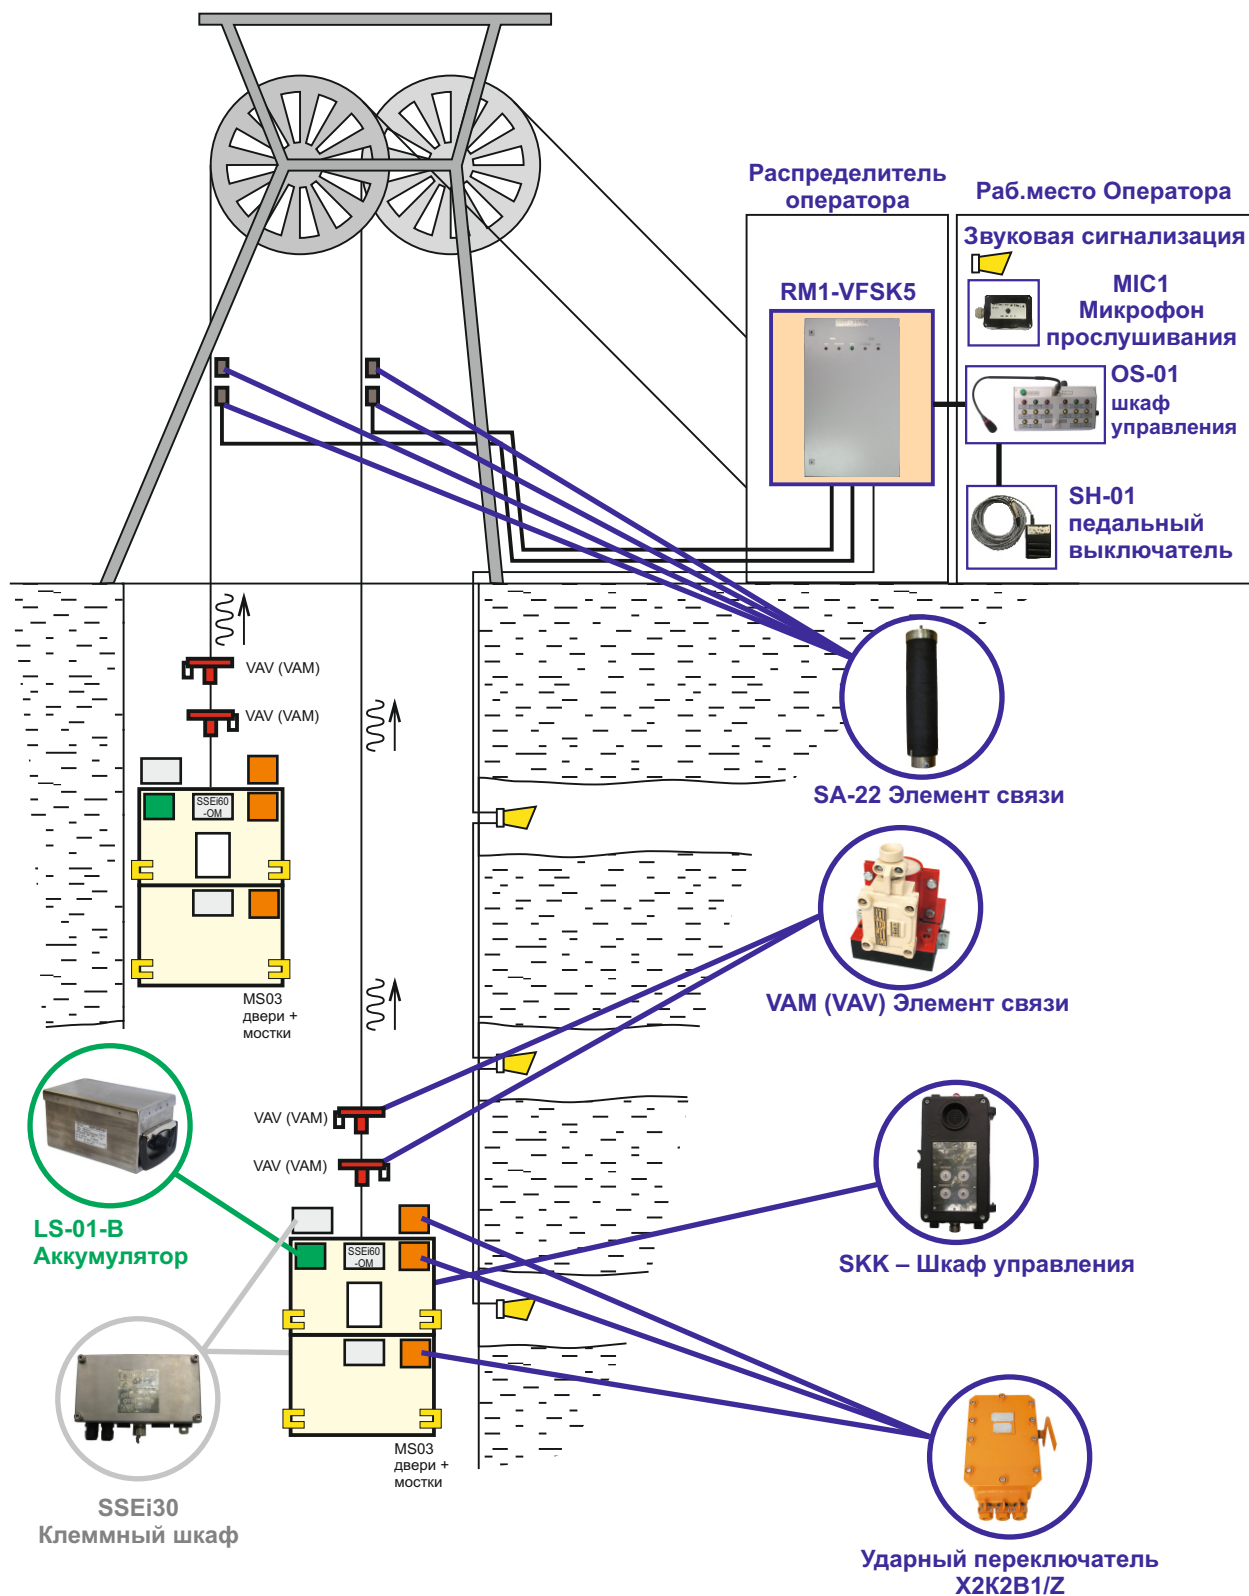 Распределитель
оператора
Раб.место Оператора
Звуковая сигнализация
RM1-VFSK5
MIC1
Микрофон
прослушивания
OS-01
шкаф
управления
SH-01
педальный
выключатель
VAV (VAM)
VAV (VAM)
SA-22 Элемент связи
SSEi60
-OM
VAM (VAV) Элемент связи
MS03
двери +
мостки
VAV (VAM)
VAV (VAM)
LS-01-B
Аккумулятор
SSEi60
-OM
SKK – Шкаф управления
MS03
двери +
мостки
SSEi30
Клеммный шкаф
Ударный переключатель
X2K2B1/Z